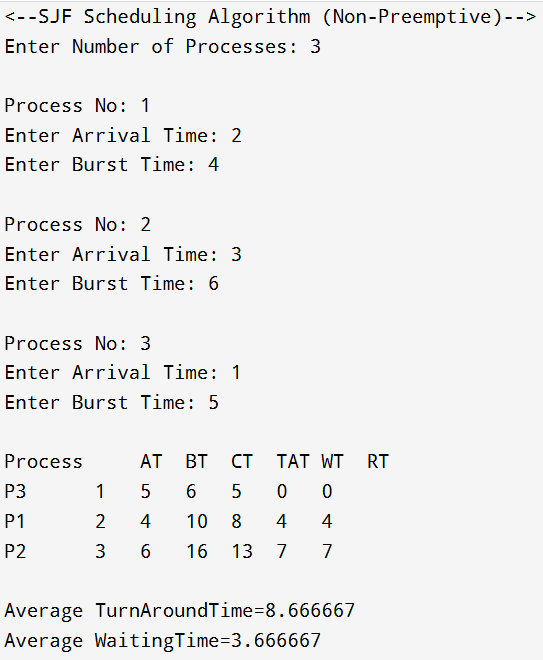 <--SJF Scheduling Algorithm (Non-Preemptive)-->
Enter Number of Processes: 3
Process No: 1
Enter Arrival Time: 2
Enter Burst Time: 4
Process No: 2
Enter Arrival Time: 3
Enter Burst Time: 6
Process No: 3
Enter Arrival Time: 1
Enter Burst Time: 5
Process AT BT CT TAT WT RT
P3 1 5 6 5 0 0
P1 2 4 10 8 4 4
P2 3 6 16 13 7 7
Average TurnAroundTime=8.666667
Average WaitingTime=3.666667